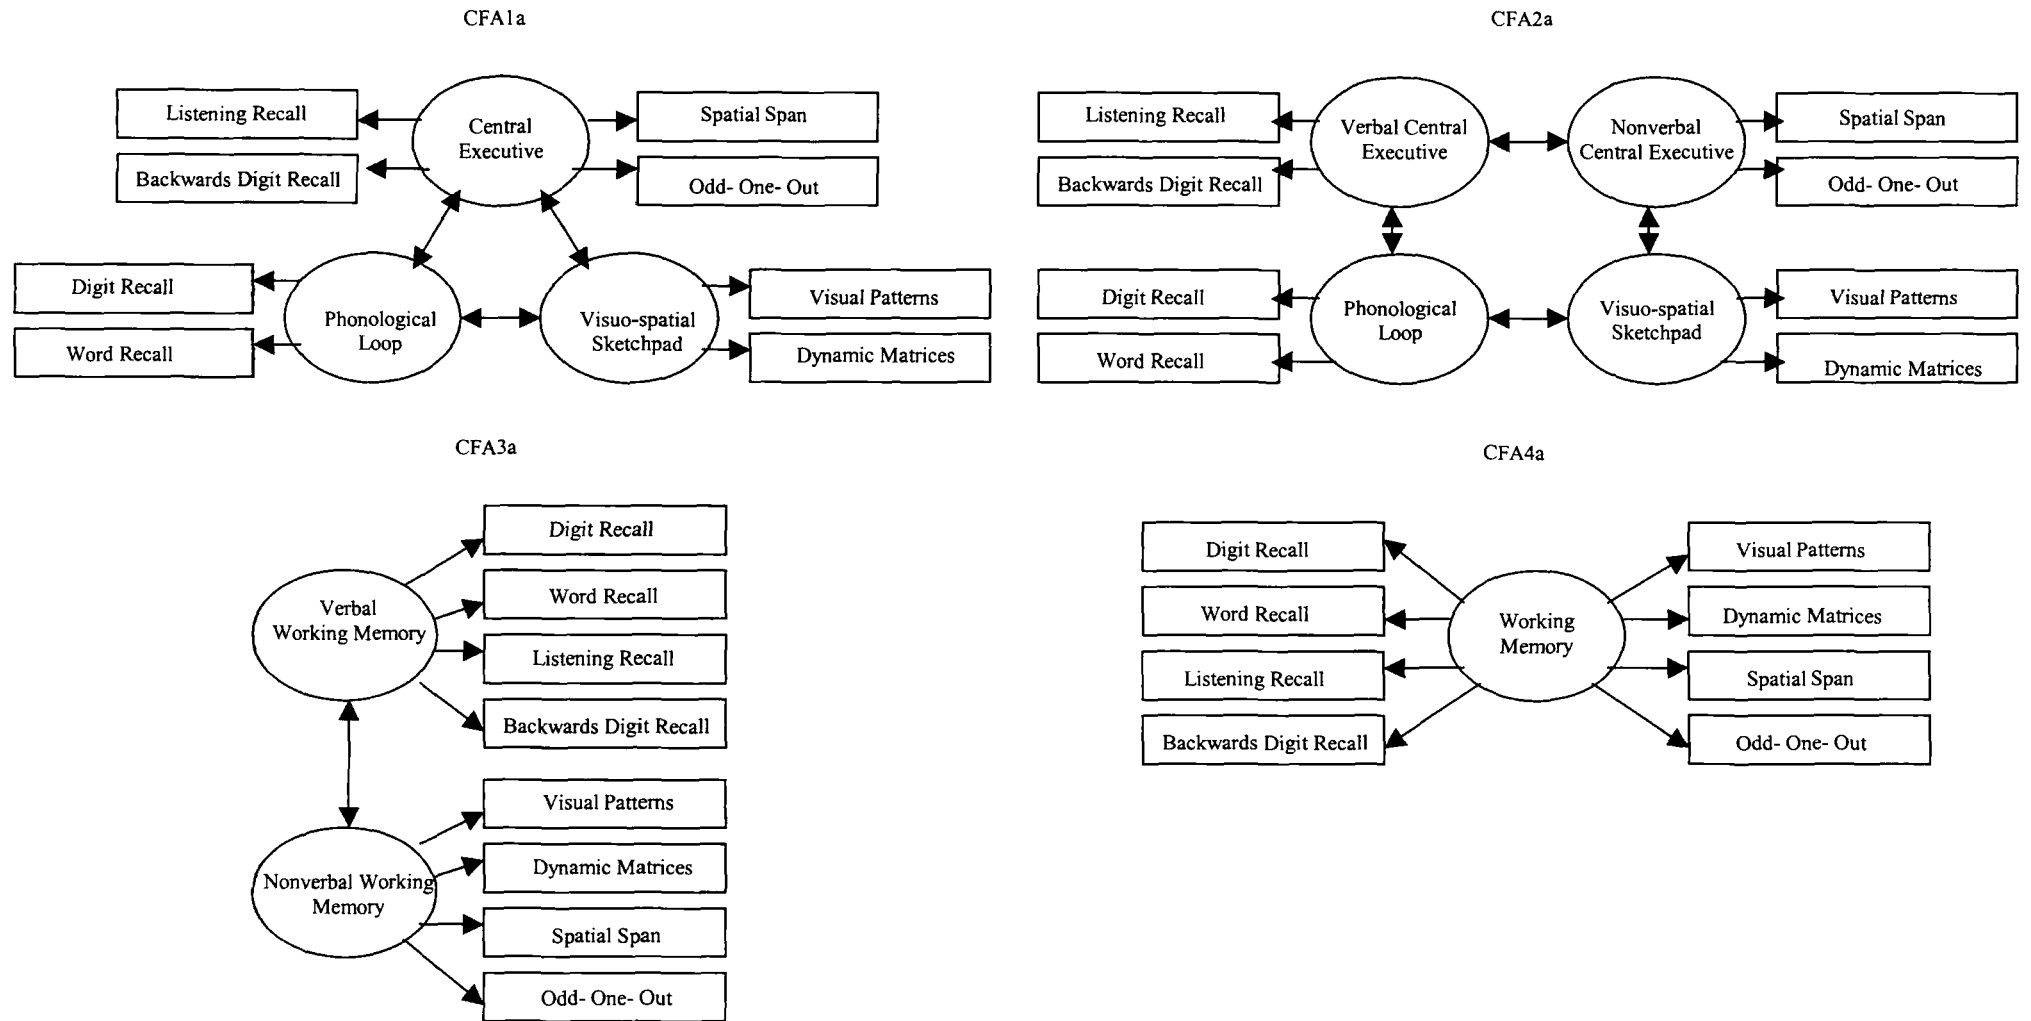 CFA1a
Listening Recall
Backwards Digit Recall
Central
Executive
Spatial Span
Odd- One- Out
Digit Recall
Word Recall
Phonological
Loop
Visuo-spatial
Sketchpad
Visual Patterns
Dynamic Matrices
CFA2a
Listening Recall
Backwards Digit Recall
Verbal Central
Executive
Nonverbal
Central Executive
Spatial Span
Odd- One- Out
Digit Recall
Word Recall
Phonological
Loop
Visuo-spatial
Sketchpad
Visual Patterns
Dynamic Matrices
CFA3a
Verbal
Working Memory
Digit Recall
Word Recall
Listening Recall
Backwards Digit Recall
Nonverbal Working
Memory
Visual Patterns
Dynamic Matrices
Spatial Span
Odd- One- Out
CFA4a
Digit Recall
Word Recall
Listening Recall
Backwards Digit Recall
Working
Memory
Visual Patterns
Dynamic Matrices
Spatial Span
Odd- One- Out